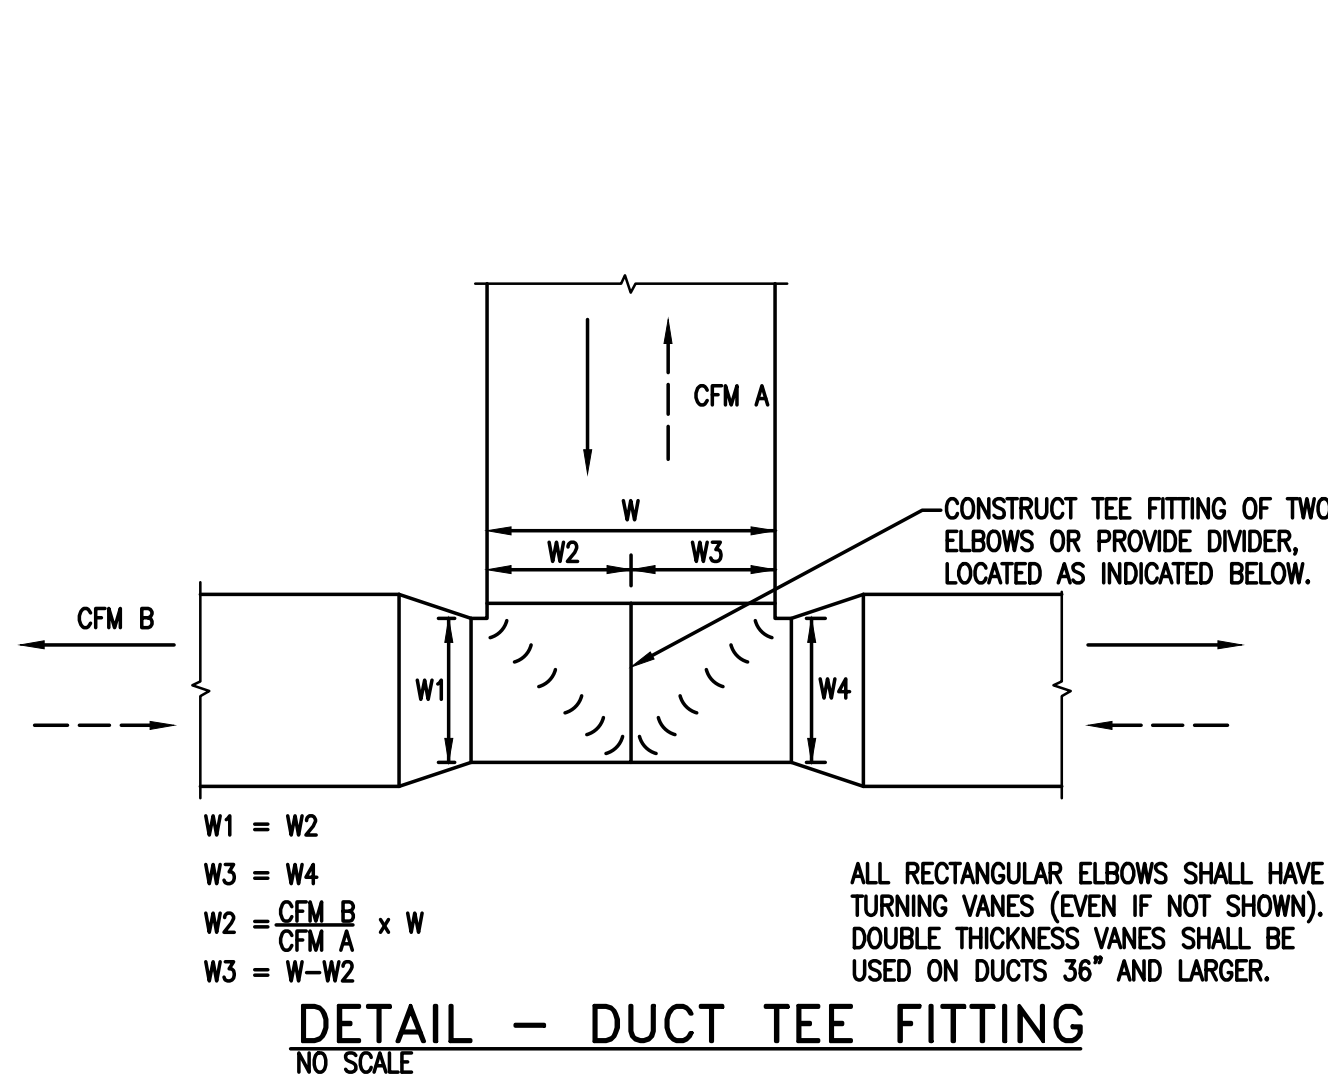 CFM A
W
W2 W3
CONSTRUCT TEE FITTING OF TWO
ELBOWS OR PROVIDE DIVIDER,
LOCATED AS INDICATED BELOW.
CFM B
W1
W4
W1 = W2
W3 = W4
W2 = CFM B / CFM A x W
W3 = W-W2
ALL RECTANGULAR ELBOWS SHALL HAVE
TURNING VANES (EVEN IF NOT SHOWN).
DOUBLE THICKNESS VANES SHALL BE
USED ON DUCTS 36" AND LARGER.
DETAIL - DUCT TEE FITTING
NO SCALE